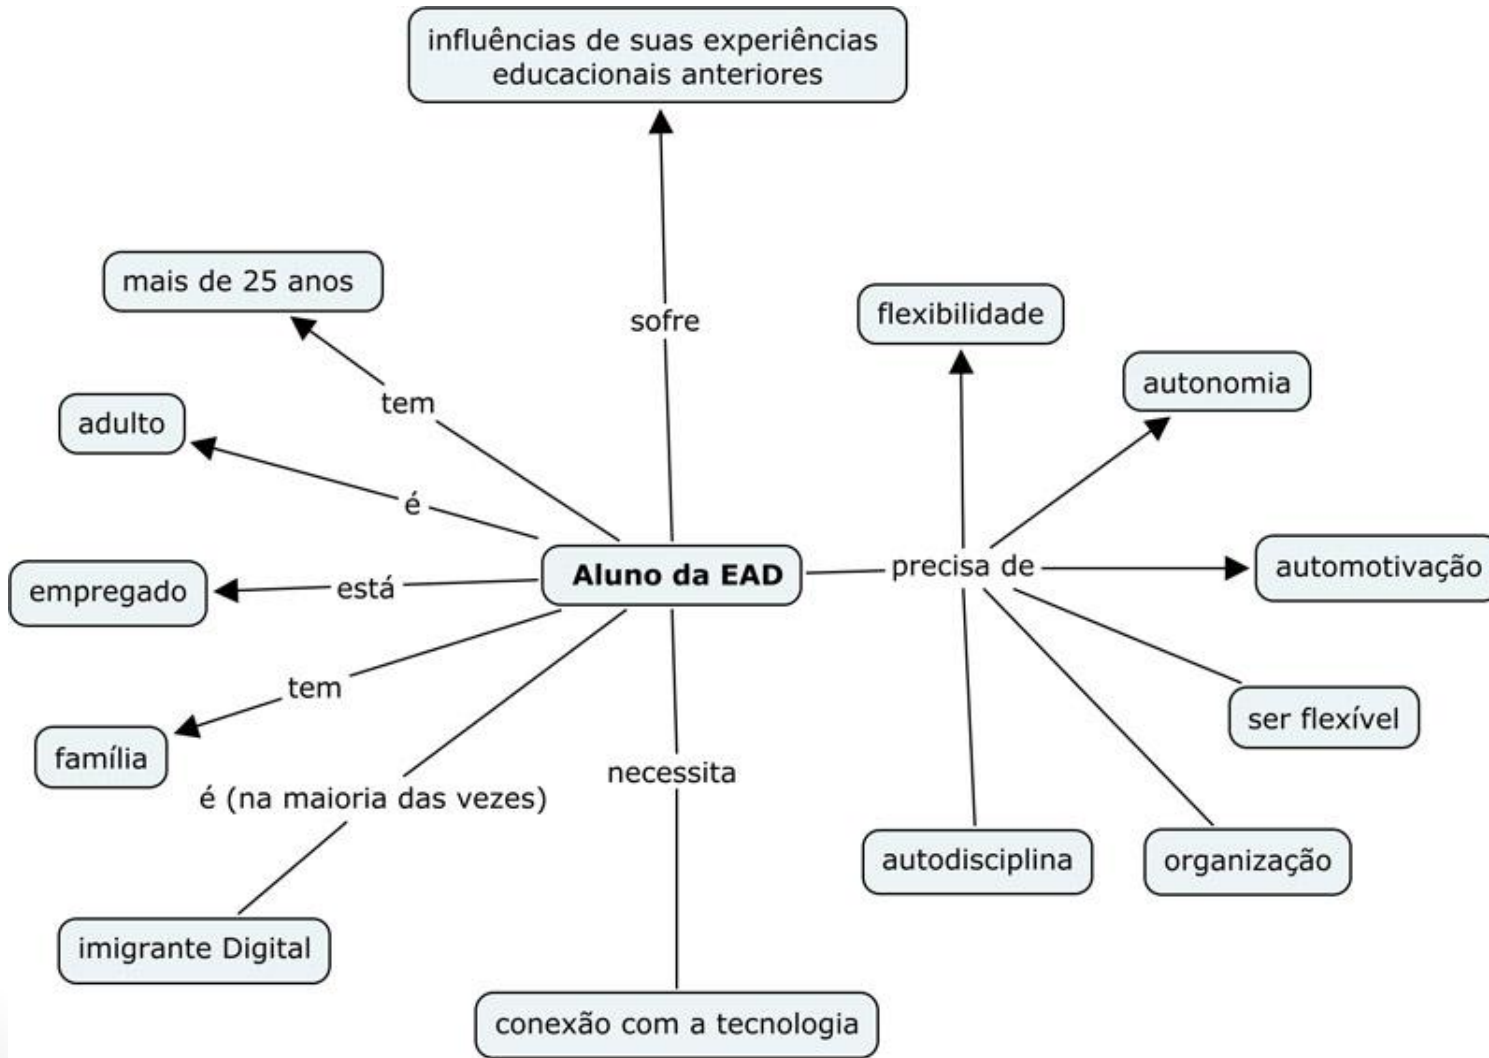 influências de suas experiências
educacionais anteriores
mais de 25 anos
flexibilidade
sofre
autonomia
tem
adulto
é
Aluno da EAD
precisa de
automotivação
está
empregado
tem
ser flexível
família
necessita
é (na maioria das vezes)
autodisciplina
organização
imigrante Digital
conexão com a tecnologia